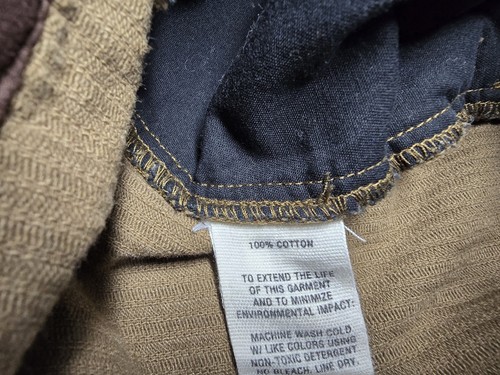 100% COTTON
TO EXTEND THE LIFE
OF THIS GARMENT
AND TO MINIMIZE
ENVIRONMENTAL IMPACT:
MACHINE WASH COLD
W/ LIKE COLORS USING
NON-TOXIC DETERGENT
NO BLEACH. LINE DRY.